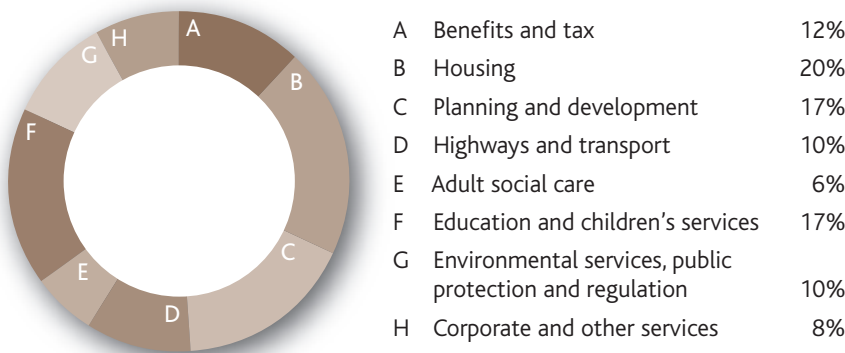 A
B
C
D
E
F
G
H
A Benefits and tax 12%
B Housing 20%
C Planning and development 17%
D Highways and transport 10%
E Adult social care 6%
F Education and children’s services 17%
G Environmental services, public
protection and regulation 10%
H Corporate and other services 8%